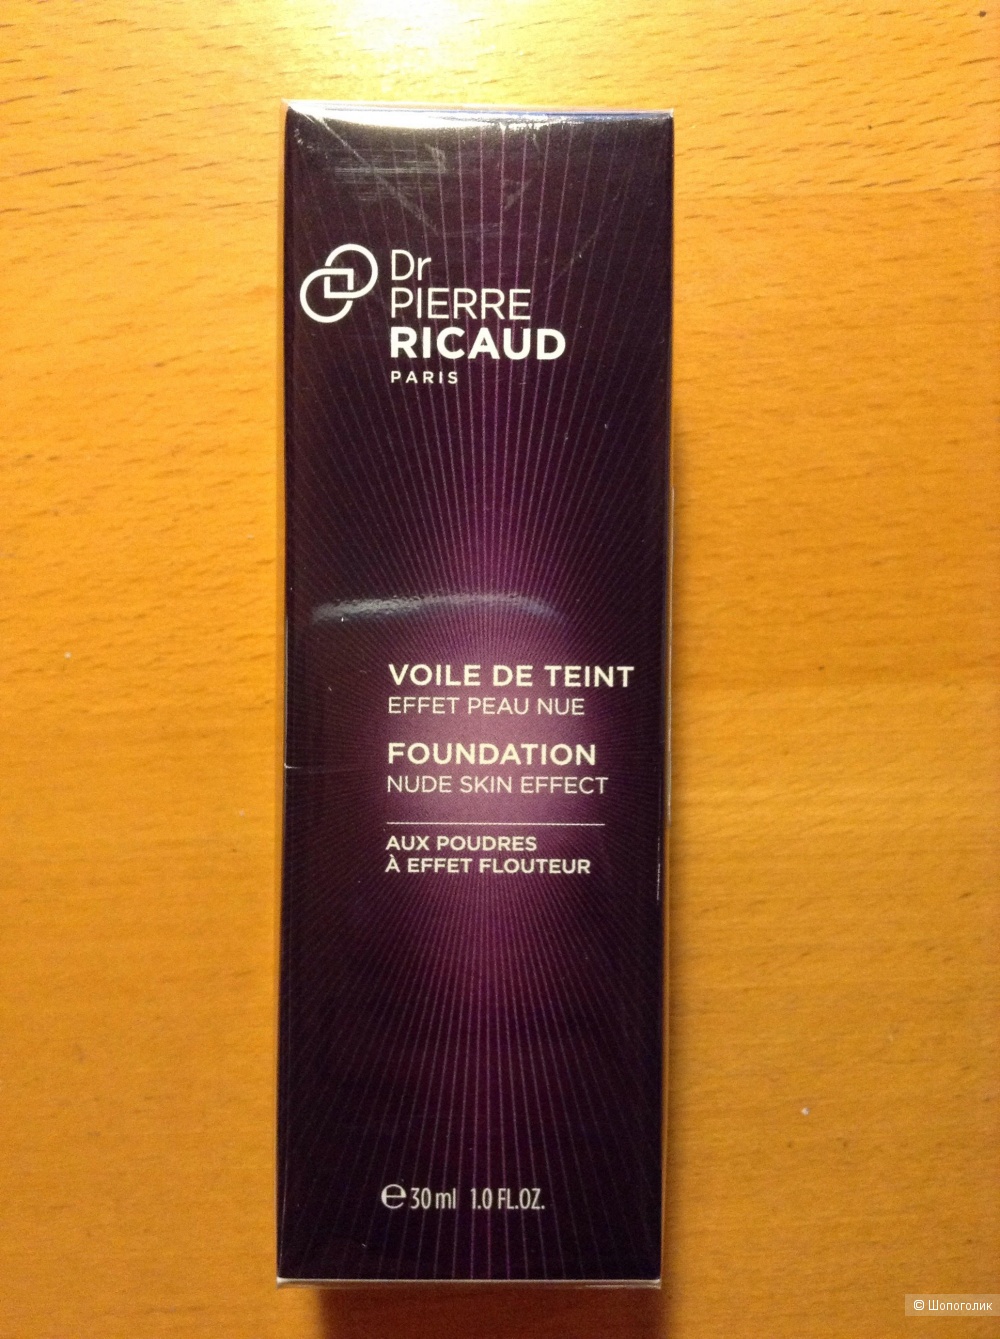 Dr
PIERRE
RICAUD
PARIS
VOILE DE TEINT
EFFET PEAU NUE
FOUNDATION
NUDE SKIN EFFECT
AUX POUDRES
À EFFET FLOUTEUR
℮30 ml 1.0 FL.OZ.
© Шопоголик